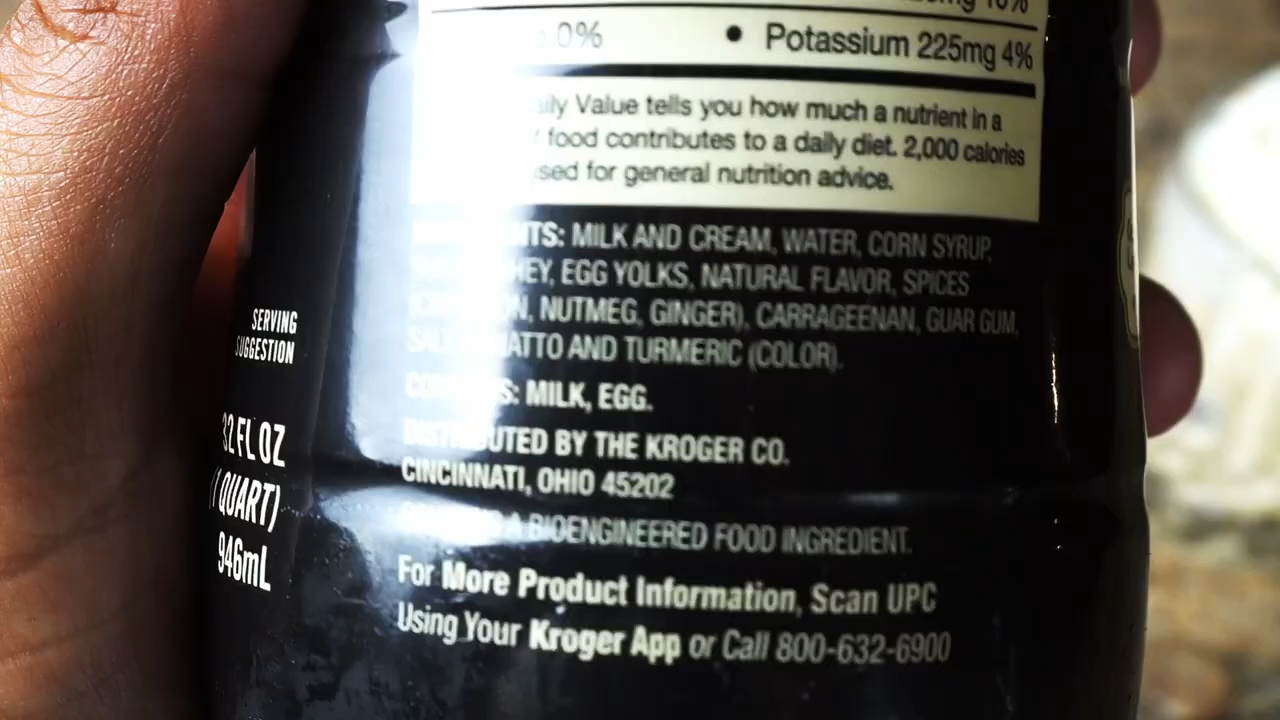 0%
• Potassium 225mg 4%
Value tells you how much a nutrient in a
food contributes to a daily diet. 2,000 calories
for general nutrition advice.
MILK AND CREAM, WATER, CORN SYRUP,
EGG YOLKS, NATURAL FLAVOR, SPICES
NUTMEG, GINGER), CARRAGEENAN, GUAR GUM,
AND TURMERIC (COLOR).
MILK, EGG.
DISTRIBUTED BY THE KROGER CO.
CINCINNATI, OHIO 45202
A BIOENGINEERED FOOD INGREDIENT.
For More Product Information, Scan UPC
Using Your Kroger App or Call 800-632-6900
SERVING
SUGGESTION
32 FL OZ
(1 QUART)
946mL